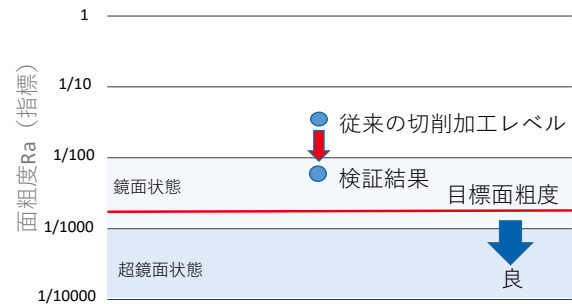 面粗度Ra（指標）
1
1/10
従来の切削加工レベル
1/100
検証結果
鏡面状態
目標面粗度
1/1000
超鏡面状態
良
1/10000